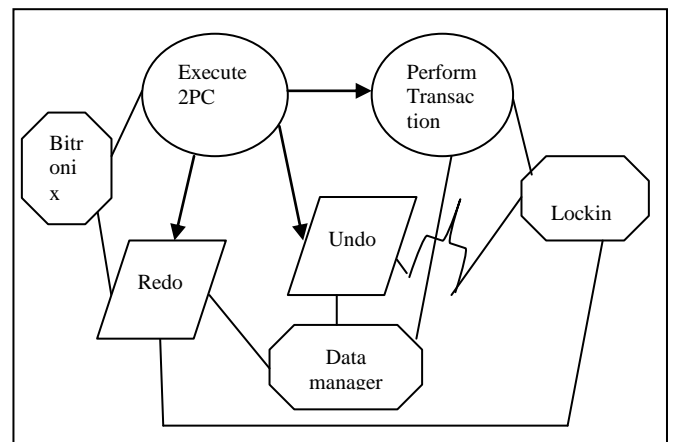 Execute
2PC
Perform
Transac
tion
Bitr
oni
x
Lockin
Undo
Redo
Data
manager